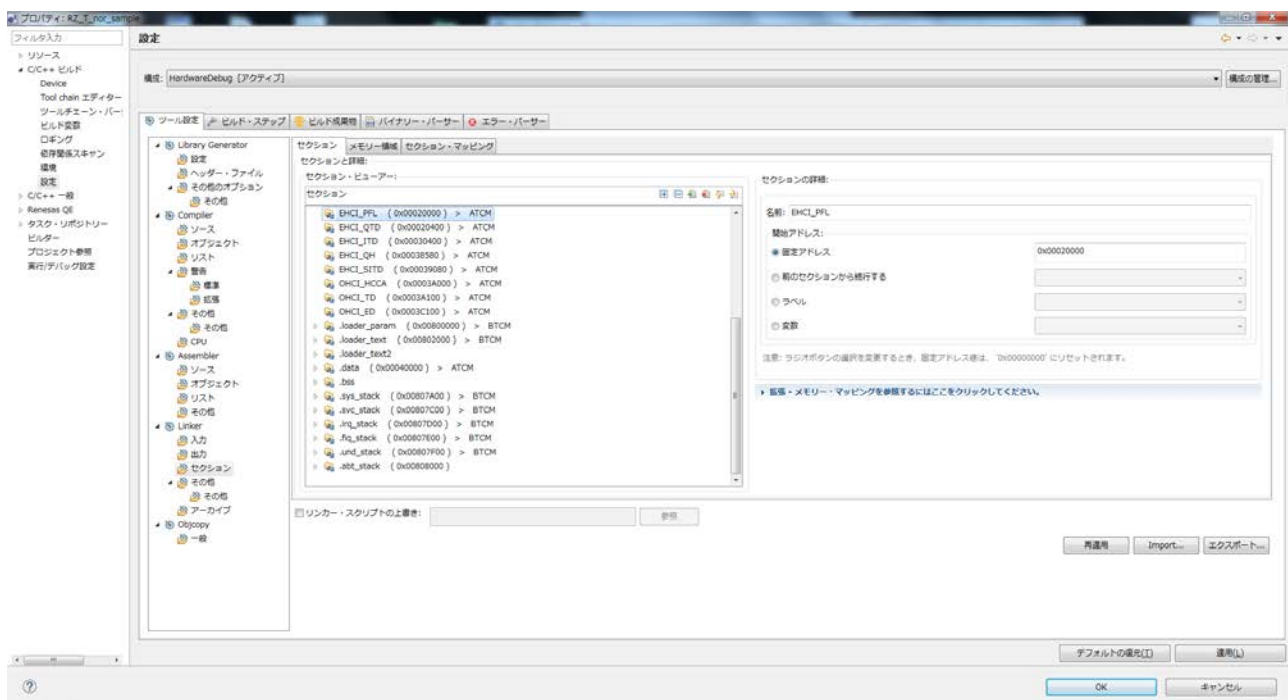 プロパティ: RZ_T_nor_sample
フィルタ入力
リソース
C/C++ ビルド
Device
Tool chain エディター
ツールチェーン・バー
ビルド変数
ロギング
依存関係スキャン
環境
設定
C/C++ 一般
Renesas QE
タスク・リポジトリー
ビルダー
プロジェクト参照
実行/デバッグ設定
設定
構成: HardwareDebug [アクティブ]
構成の管理...
ツール設定 ビルド・ステップ ビルド成果物 バイナリー・パーサー エラー・パーサー
Library Generator
設定
ヘッダー・ファイル
その他のオプション
その他
Compiler
ソース
オブジェクト
リスト
警告
標準
拡張
その他
その他
CPU
Assembler
ソース
オブジェクト
リスト
その他
Linker
入力
出力
セクション
その他
その他
アーカイブ
Objcopy
一般
セクション メモリー領域 セクション・マッピング
セクションと詳細:
セクション・ビューアー:
セクション
EHCI_PFL ( 0x00020000 ) > ATCM
EHCI_QTD ( 0x00020400 ) > ATCM
EHCI_ITD ( 0x00030400 ) > ATCM
EHCI_QH ( 0x00038580 ) > ATCM
EHCI_SITD ( 0x00039080 ) > ATCM
OHCI_HCCA ( 0x0003A000 ) > ATCM
OHCI_TD ( 0x0003A100 ) > ATCM
OHCI_ED ( 0x0003C100 ) > ATCM
.loader_param ( 0x00800000 ) > BTCM
.loader_text ( 0x00802000 ) > BTCM
.loader_text2
.data ( 0x00040000 ) > ATCM
.bss
.sys_stack ( 0x00807A00 ) > BTCM
.svc_stack ( 0x00807C00 ) > BTCM
.irq_stack ( 0x00807D00 ) > BTCM
.fiq_stack ( 0x00807E00 ) > BTCM
.und_stack ( 0x00807F00 ) > BTCM
.abt_stack ( 0x00808000 )
セクションの詳細:
名前: EHCI_PFL
開始アドレス:
固定アドレス 0x00020000
前のセクションから続行する
ラベル
変数
注意: ラジオボタンの選択を変更するとき、固定アドレス値は、'0x00000000' にリセットされます。
拡張 - メモリー・マッピングを参照するにはここをクリックしてください。
リンカー・スクリプトの上書き:
参照
再適用 Import... エクスポート...
デフォルトの復元(T) 適用(L)
OK キャンセル